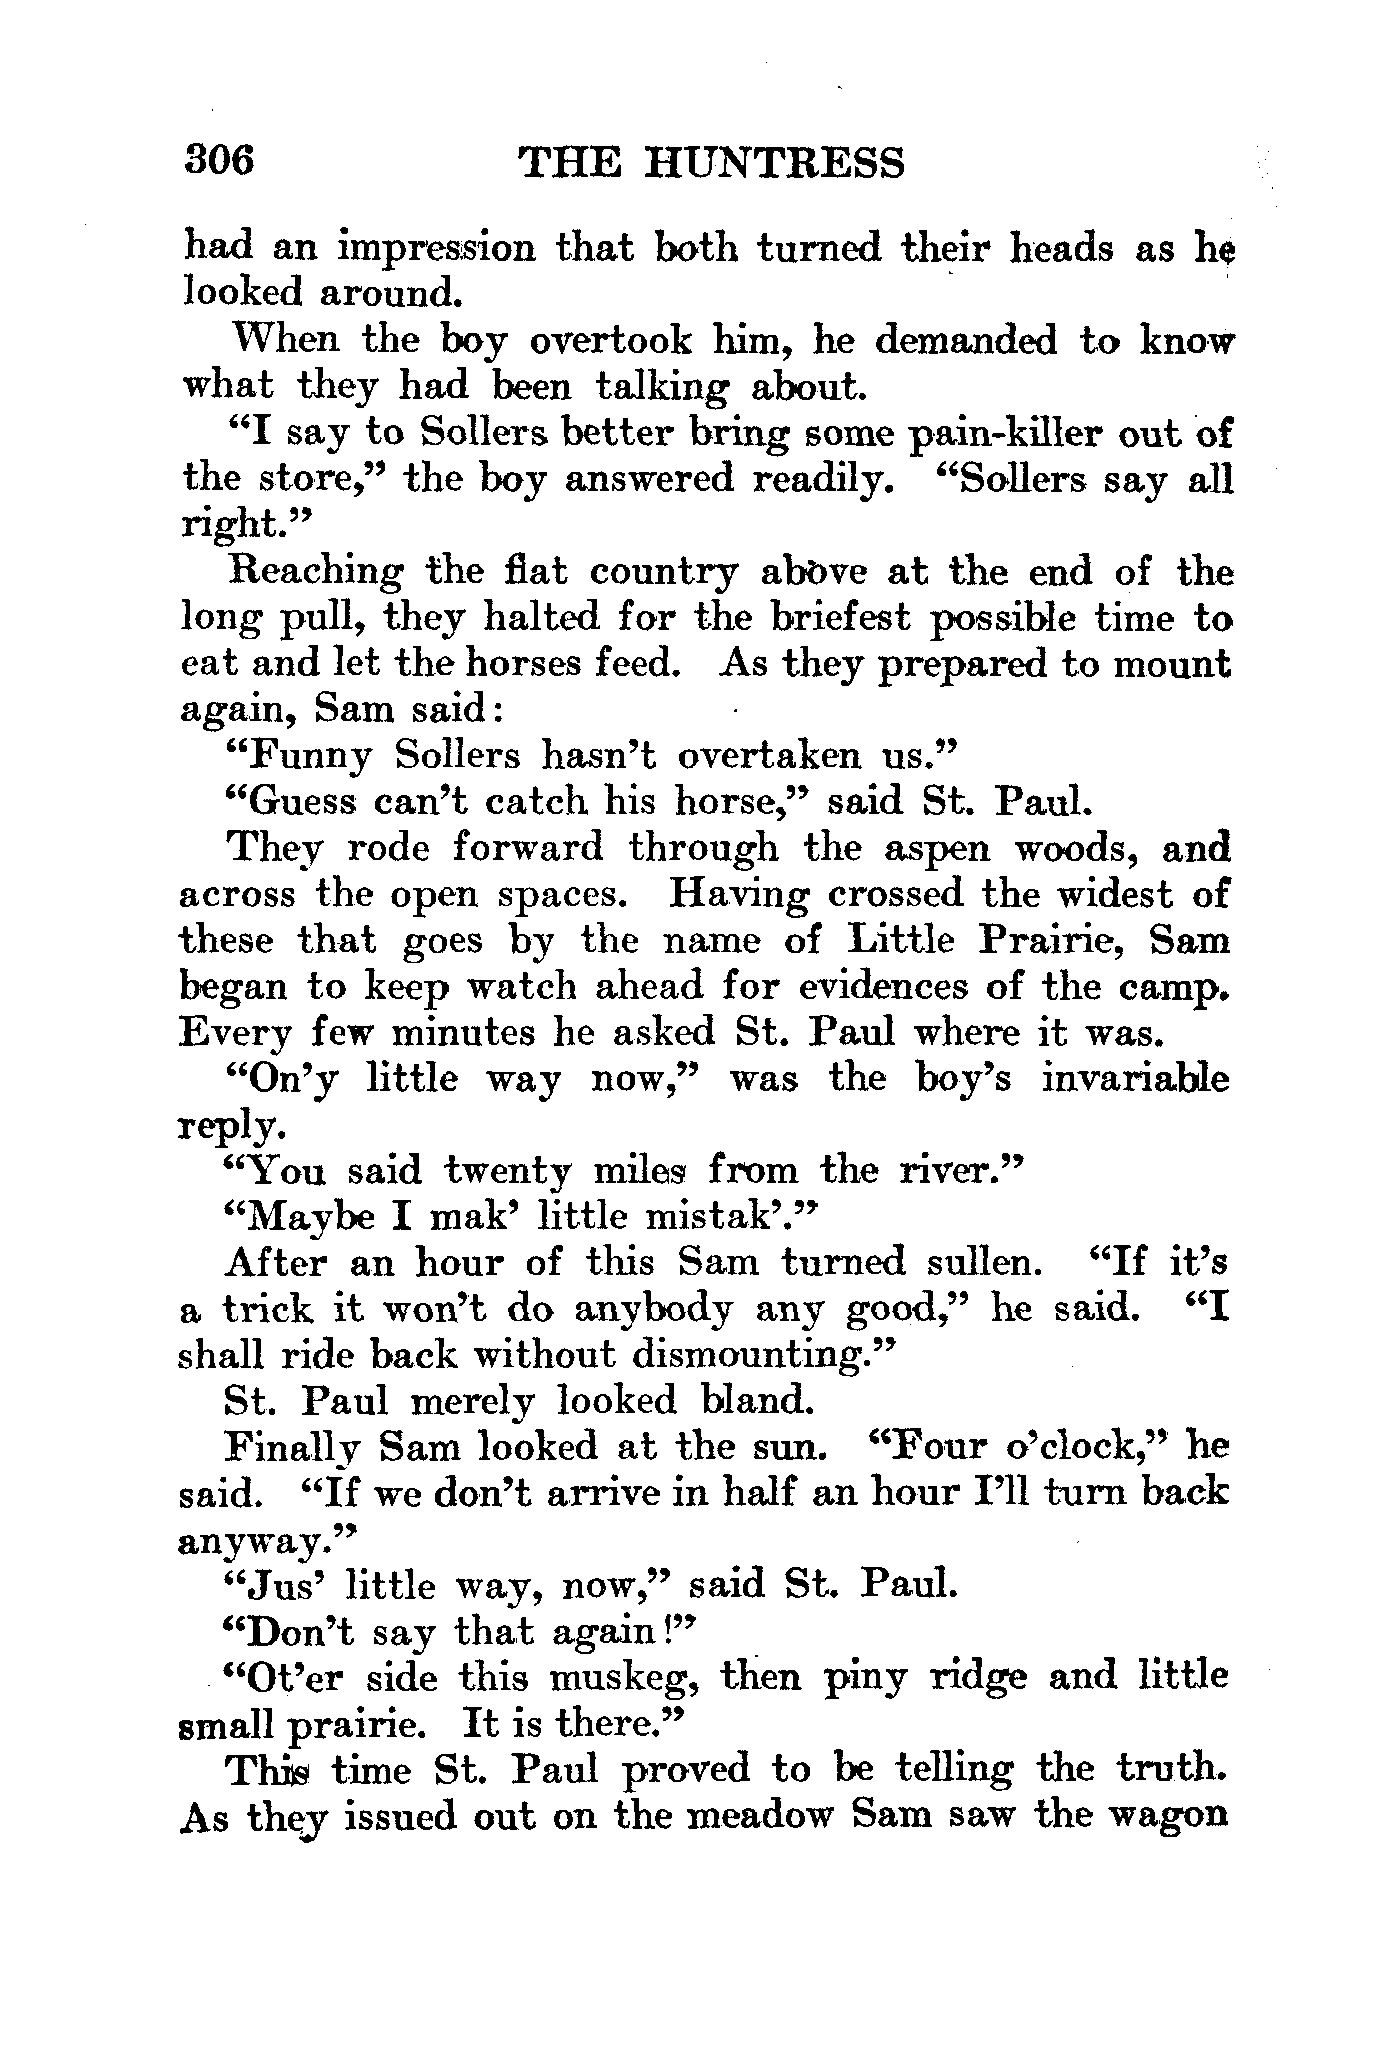 306 THE HUNTRESS
had an impression that both turned their heads as he
looked around.
When the boy overtook him, he demanded to know
what they had been talking about.
“I say to Sollers better bring some pain-killer out of
the store,” the boy answered readily. “Sollers say all
right.”
Reaching the flat country above at the end of the
long pull, they halted for the briefest possible time to
eat and let the horses feed. As they prepared to mount
again, Sam said:
“Funny Sollers hasn’t overtaken us.”
“Guess can’t catch his horse,” said St. Paul.
They rode forward through the aspen woods, and
across the open spaces. Having crossed the widest of
these that goes by the name of Little Prairie, Sam
began to keep watch ahead for evidences of the camp.
Every few minutes he asked St. Paul where it was.
“On’y little way now,” was the boy’s invariable
reply.
“You said twenty miles from the river.”
“Maybe I mak’ little mistak’.”
After an hour of this Sam turned sullen. “If it’s
a trick it won’t do anybody any good,” he said. “I
shall ride back without dismounting.”
St. Paul merely looked bland.
Finally Sam looked at the sun. “Four o’clock,” he
said. “If we don’t arrive in half an hour I’ll turn back
anyway.”
“Jus’ little way, now,” said St. Paul.
“Don’t say that again!”
“Ot’er side this muskeg, then piny ridge and little
small prairie. It is there.”
This time St. Paul proved to be telling the truth.
As they issued out on the meadow Sam saw the wagon